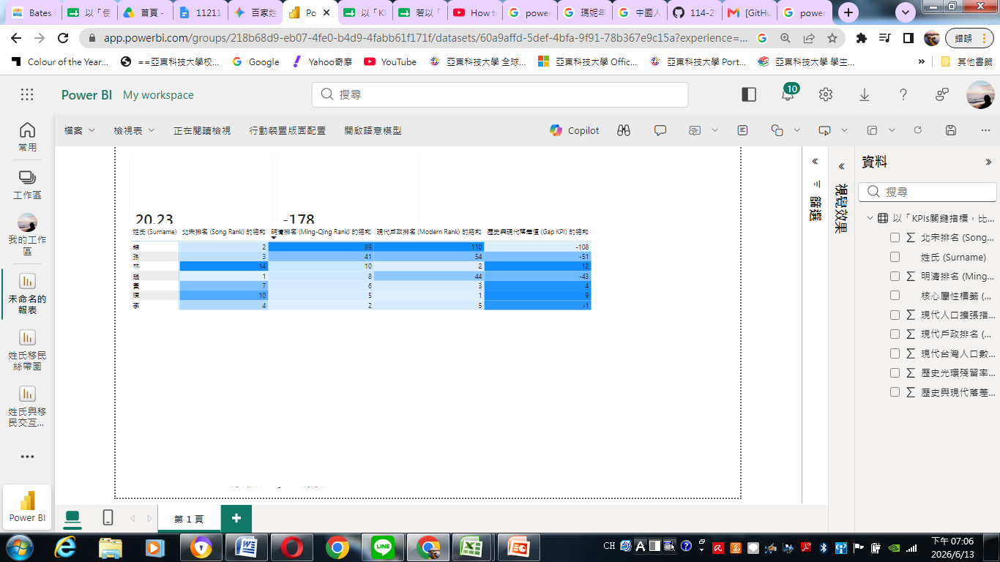 Bates
以「使
首頁 -
11211
百家姓
Po
以「KI
若以「
How t
power
瑪妮年
中國人
114-2
[GitHu
power
app.powerbi.com/groups/218b68d9-eb07-4fe0-b4d9-4fabb61f171f/datasets/60a9affd-5def-4bfa-9f91-78b367e9c15a?experience=...
錯誤
Colour of the Year...
==亞東科技大學校...
Google
Yahoo奇摩
YouTube
亞東科技大學 全球...
亞東科技大學 Offic...
亞東科技大學 Port...
亞東科技大學 學生...
»
其他書籤
Power BI My workspace
搜尋
10
檔案
檢視表
正在閱讀檢視
行動裝置版面配置
開啟語意模型
Copilot
常用
工作區
我的工作
區
未命名的
報表
姓氏移民
絲帶圖
姓氏與移
民交互...
Power BI
20.23
-178
姓氏 (Surname) 北宋排名 (Song Rank) 的總和 明清排名 (Ming-Qing Rank) 的總和 現代戶政排名 (Modern Rank) 的總和 歷史與現代落差值 (Gap KPI) 的總和
2 89 110 -108
孫 3 41 54 -51
林 14 10 2 12
趙 1 8 44 -43
黃 7 6 3 4
陳 10 5 1 9
李 4 2 5 -1
篩選
視覺效果
資料
搜尋
以「KPIs關鍵指標，比...
北宋排名 (Song...
姓氏 (Surname)
明清排名 (Ming...
核心屬性標籤 (...
現代人口擴張指...
現代戶政排名 (...
現代台灣人口數...
歷史光環殘留率...
歷史與現代落差...
第 1 頁
CH
下午 07:06
2026/6/13